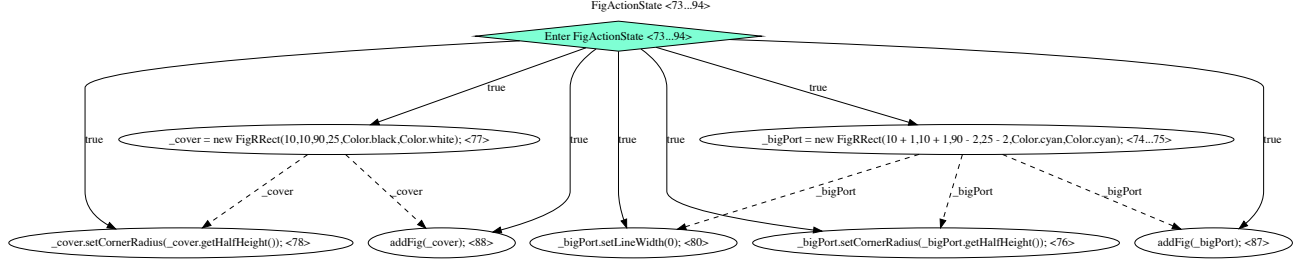 FigActionState <73...94>
Enter FigActionState <73...94>
true
true
true
true
true
true
true
_cover = new FigRRect(10,10,90,25,Color.black,Color.white); <77>
_bigPort = new FigRRect(10 + 1,10 + 1,90 - 2,25 - 2,Color.cyan,Color.cyan); <74...75>
_cover
_cover
_bigPort
_bigPort
_bigPort
_cover.setCornerRadius(_cover.getHalfHeight()); <78>
addFig(_cover); <88>
_bigPort.setLineWidth(0); <80>
_bigPort.setCornerRadius(_bigPort.getHalfHeight()); <76>
addFig(_bigPort); <87>